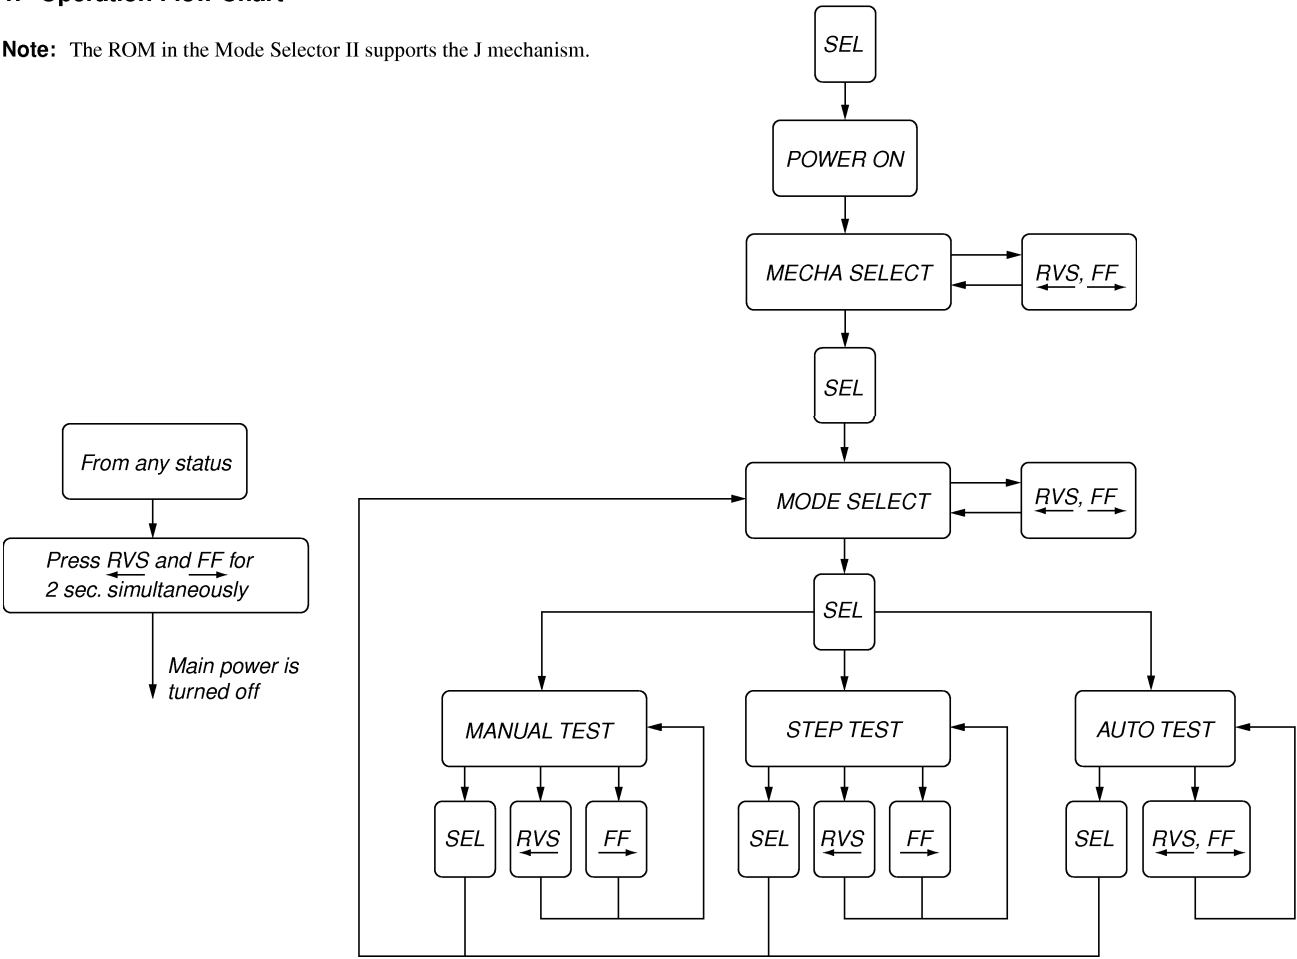 Note: The ROM in the Mode Selector II supports the J mechanism.
SEL
POWER ON
MECHA SELECT
RVS, FF
SEL
From any status
Press RVS and FF for
2 sec. simultaneously
Main power is
turned off
MODE SELECT
RVS, FF
SEL
MANUAL TEST
STEP TEST
AUTO TEST
SEL
RVS
FF
SEL
RVS
FF
SEL
RVS, FF